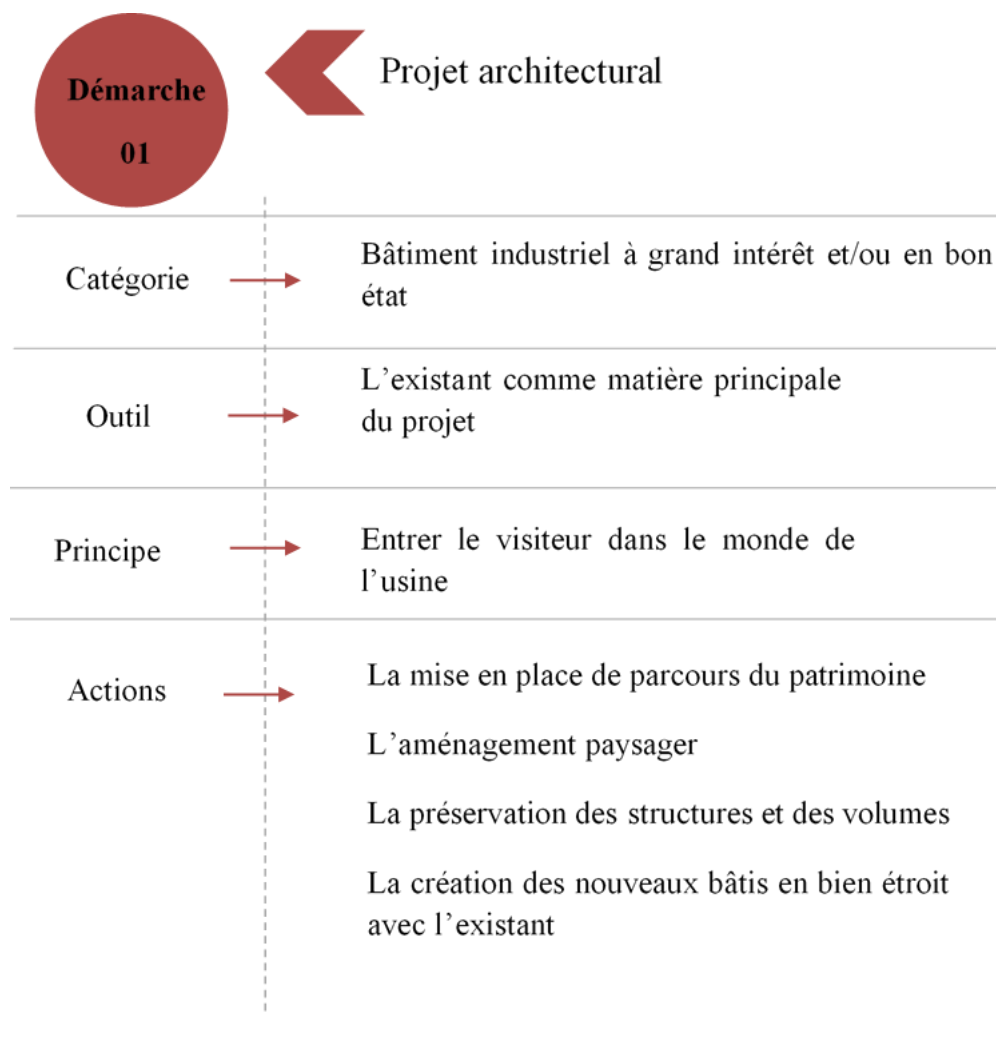 Démarche
01
Projet architectural
Catégorie
Bâtiment industriel à grand intérêt et/ou en bon
état
Outil
L’existant comme matière principale
du projet
Principe
Entrer le visiteur dans le monde de
l’usine
Actions
La mise en place de parcours du patrimoine
L’aménagement paysager
La préservation des structures et des volumes
La création des nouveaux bâtis en bien étroit
avec l’existant